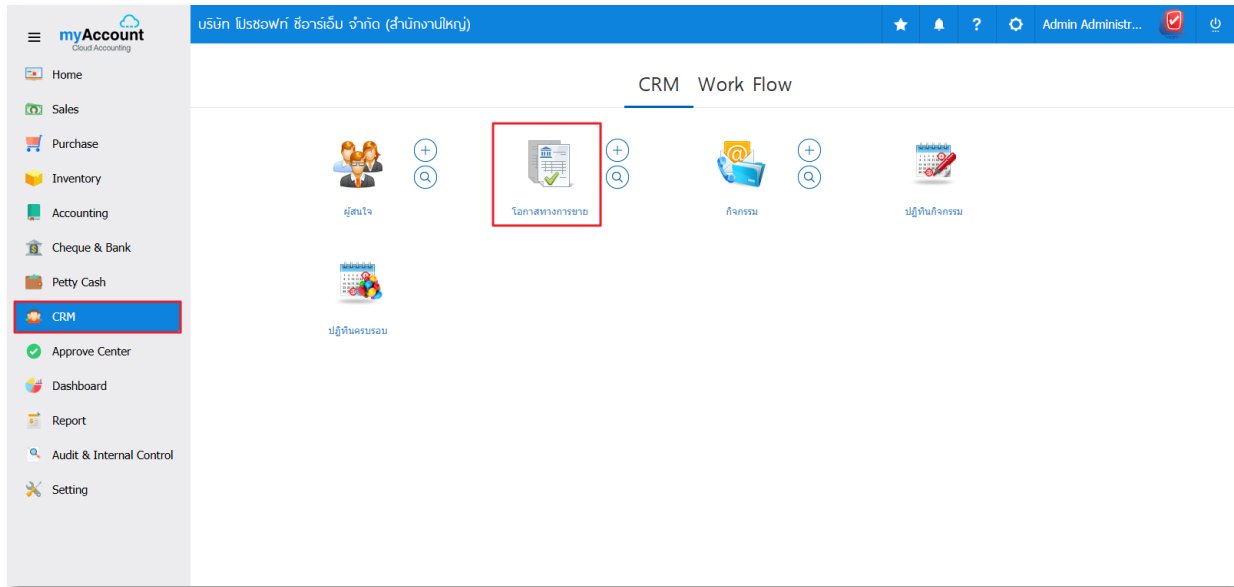 myAccount
Cloud Accounting
บริษัท โปรซอฟท์ ซีอาร์เอ็ม จำกัด (สำนักงานใหญ่)
?
Admin Administr...
Home
Sales
Purchase
Inventory
Accounting
Cheque & Bank
Petty Cash
CRM
Approve Center
Dashboard
Report
Audit & Internal Control
Setting
CRM Work Flow
ผู้สนใจ
โอกาสทางการขาย
กิจกรรม
ปฏิทินกิจกรรม
ปฏิทินครบรอบ